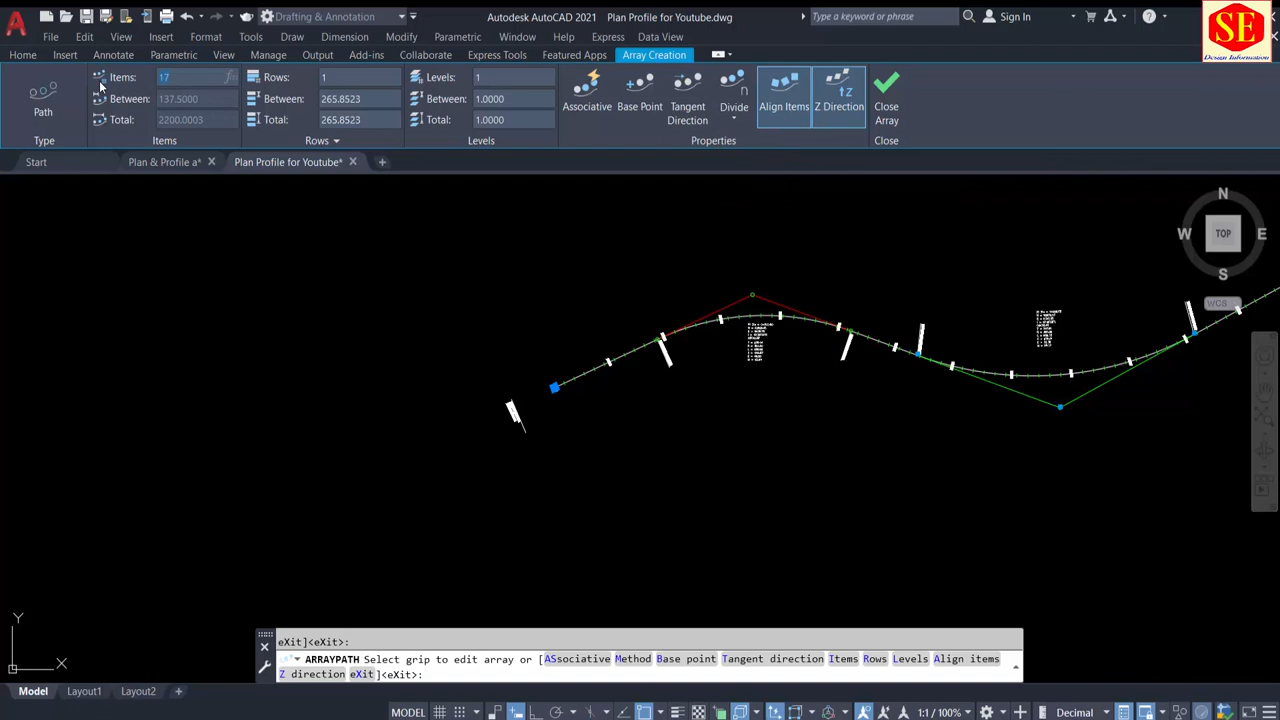 Drafting & Annotation
Autodesk AutoCAD 2021 Plan Profile for Youtube.dwg
Type a keyword or phrase
Sign In
SE
Design Information
File Edit View Insert Format Tools Draw Dimension Modify Parametric Window Help Express Data View
Home Insert Annotate Parametric View Manage Output Add-ins Collaborate Express Tools Featured Apps Array Creation
Items: 17 Rows: 1 Levels: 1
Between: 137.5000 Between: 265.8523 Between: 1.0000
Total: 2200.0003 Total: 265.8523 Total: 1.0000
Path
Associative Base Point Tangent Direction Divide Align Items Z Direction Close Array
Type Items Rows Levels Properties Close
Start Plan & Profile a* Plan Profile for Youtube*
N
W TOP E
S
WCS
Y
X
eXit]<eXit>:
ARRAYPATH Select grip to edit array or [ASsociative Method Base point Tangent direction Items Rows Levels Align items
Z direction eXit]<eXit>:
Model Layout1 Layout2
MODEL 1:1 / 100% Decimal